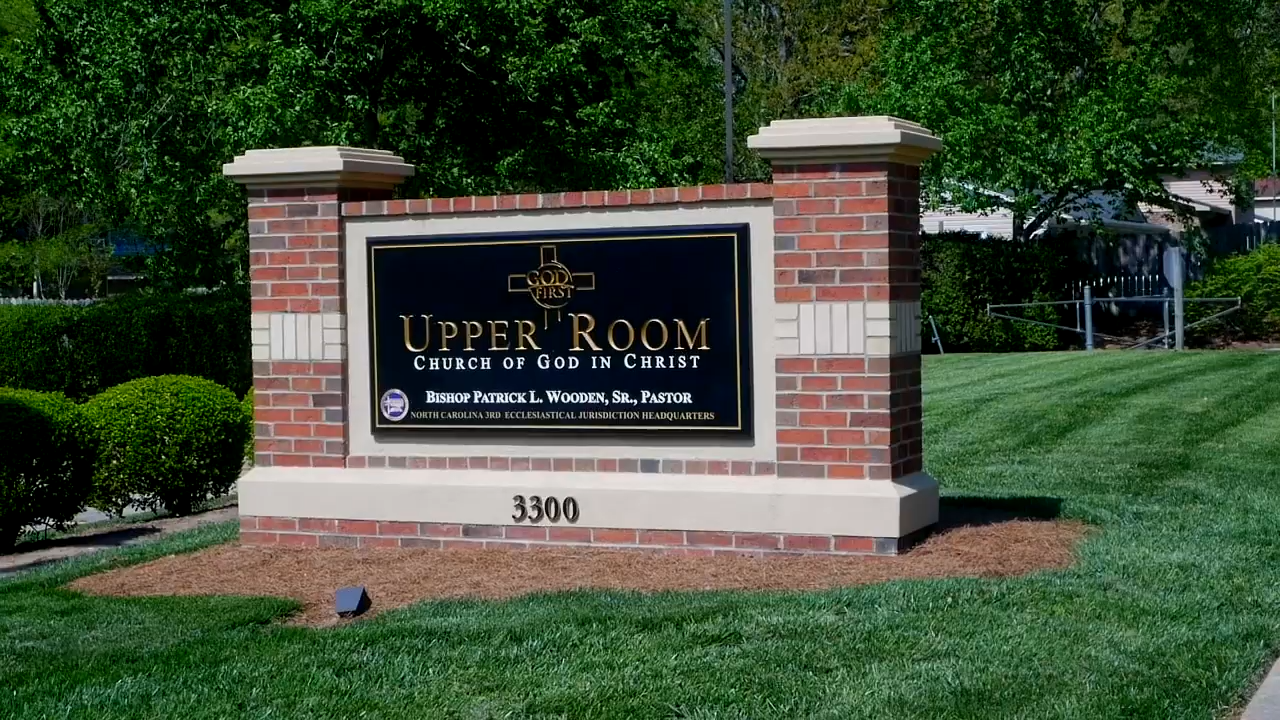 GOD
FIRST
UPPER ROOM
CHURCH OF GOD IN CHRIST
BISHOP PATRICK L. WOODEN, SR., PASTOR
NORTH CAROLINA 3RD ECCLESIASTICAL JURISDICTION HEADQUARTERS
3300